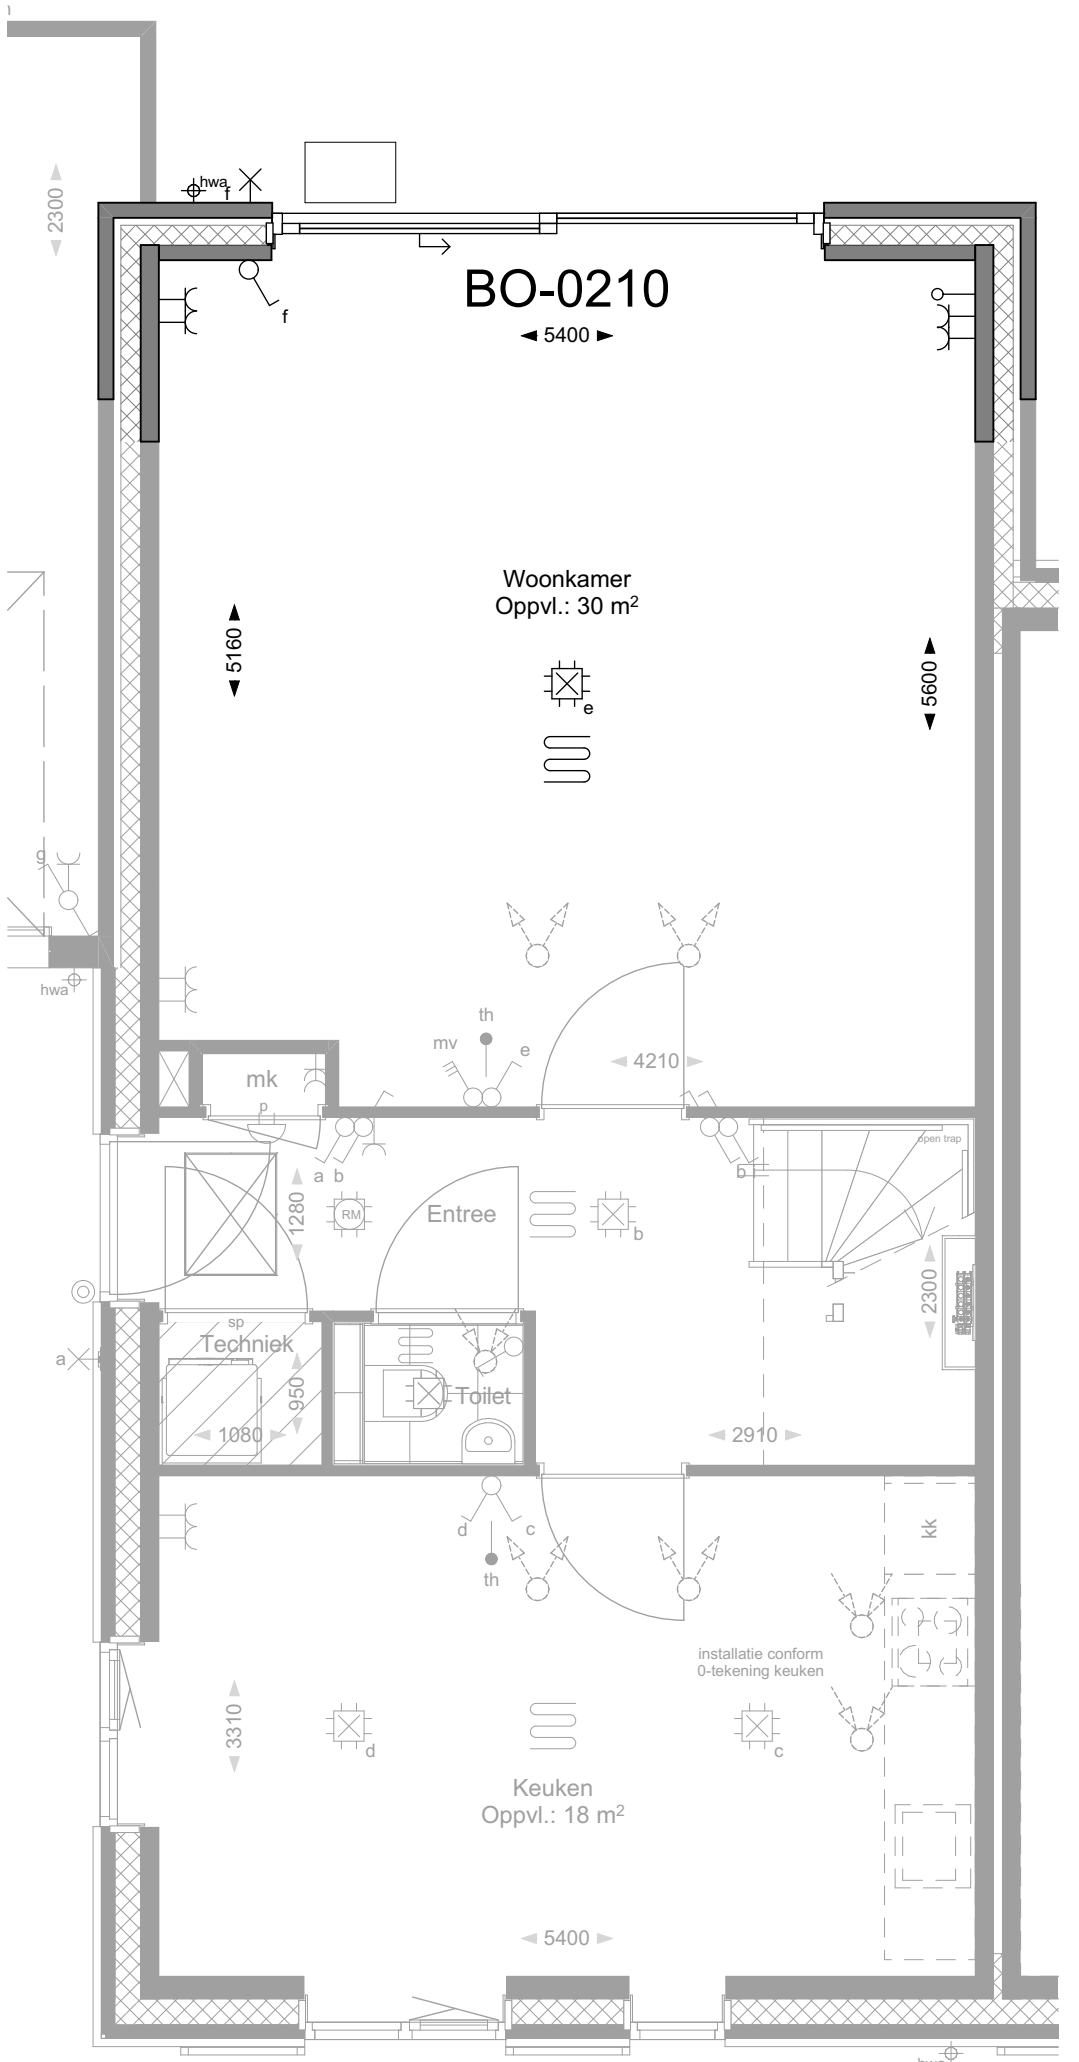 2300
hwa
f
BO-0210
f
5400
Woonkamer
Oppvl.: 30 m²
5160
5600
e
g
hwa
th
mv
e
4210
mk
p
open trap
a b
b
1280
RM
Entree
b
2300
sp
Techniek
a
950
Toilet
1080
2910
d
c
kk
th
installatie conform
0-tekening keuken
3310
d
c
Keuken
Oppvl.: 18 m²
5400